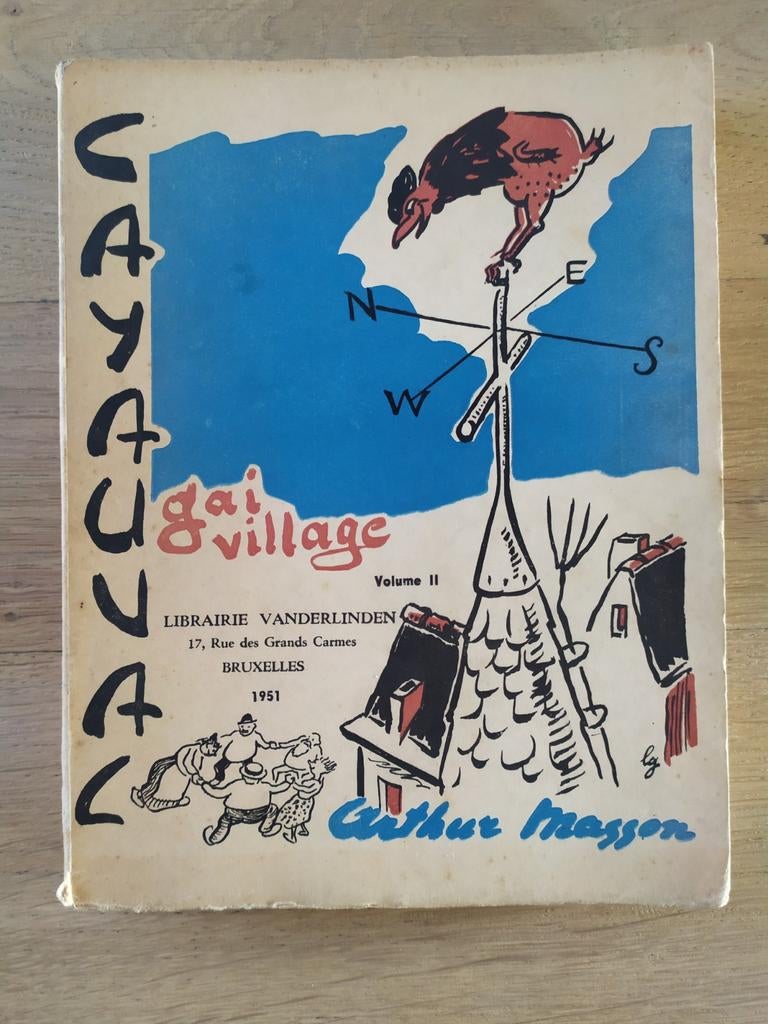 CAYAUVAL
N
E
S
W
gai
village
Volume II
LIBRAIRIE VANDERLINDEN
17, Rue des Grands Carmes
BRUXELLES
1951
Arthur Masson